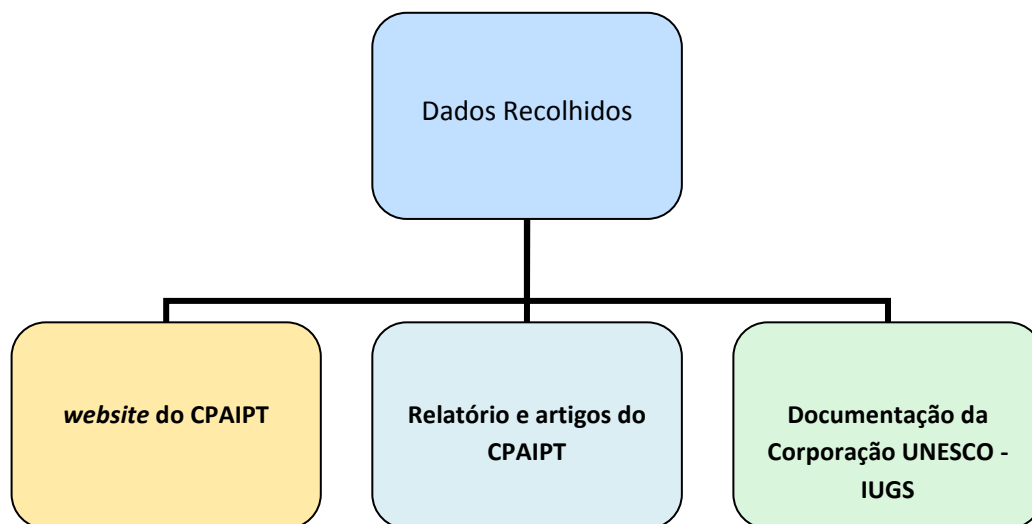 Dados Recolhidos
website do CPAIPT
Relatório e artigos do
CPAIPT
Documentação da
Corporação UNESCO -
IUGS